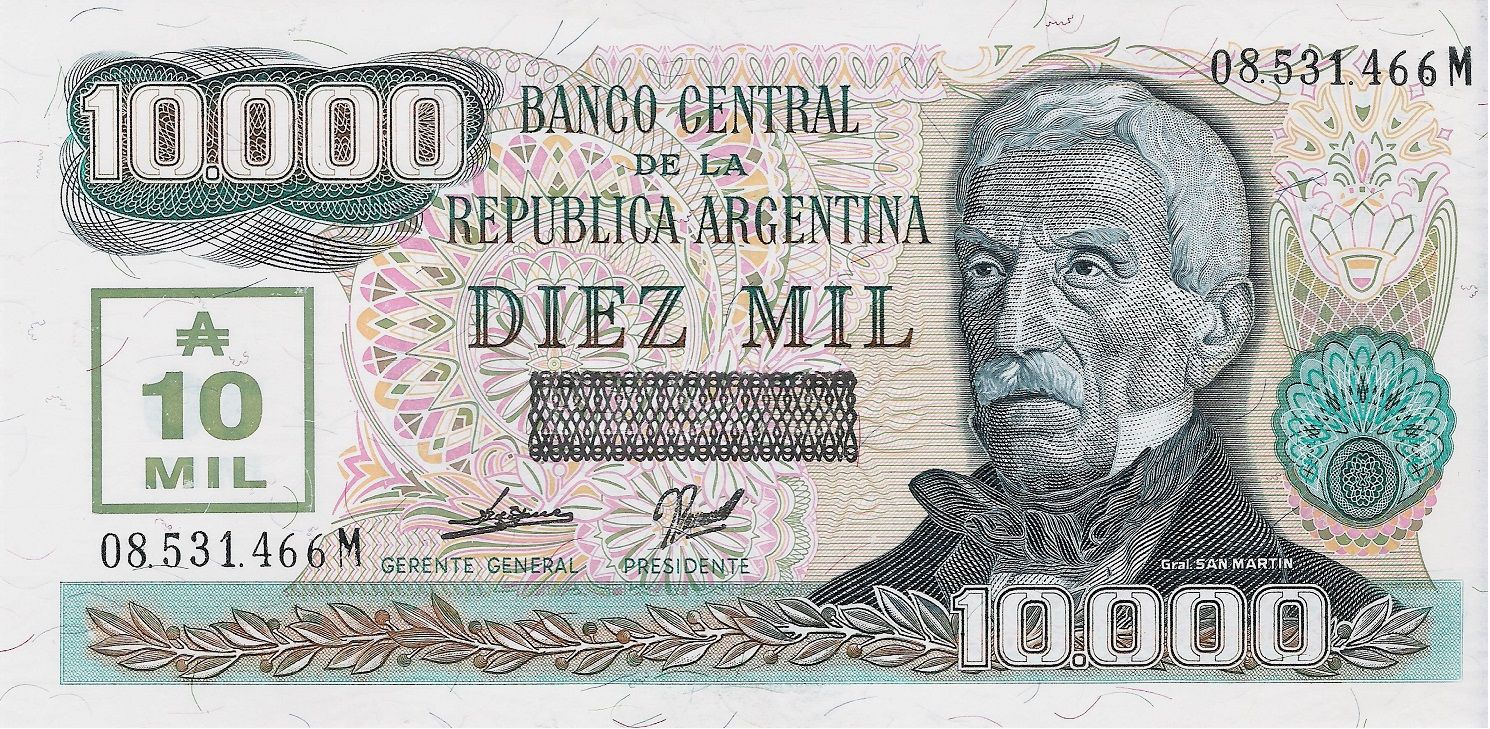 10.000
BANCO CENTRAL
DE LA
REPUBLICA ARGENTINA
DIEZ MIL
08.531.466M
₳
10
MIL
08.531.466M
GERENTE GENERAL
PRESIDENTE
Gral. SAN MARTIN
10.000